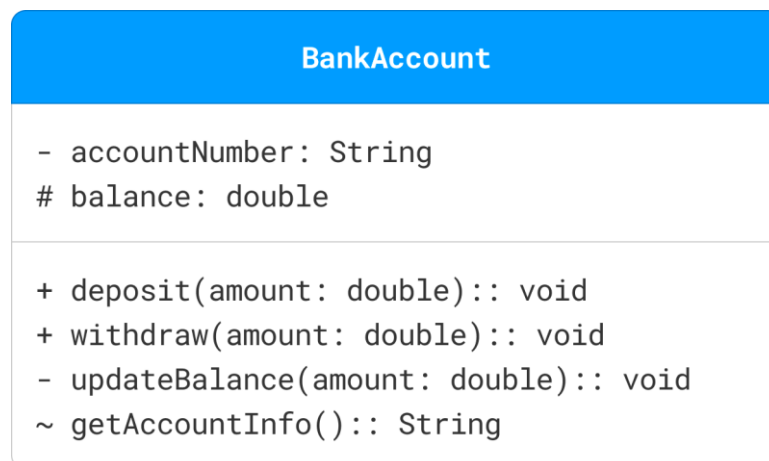 BankAccount
- accountNumber: String
# balance: double
+ deposit(amount: double):: void
+ withdraw(amount: double):: void
- updateBalance(amount: double):: void
~ getAccountInfo():: String